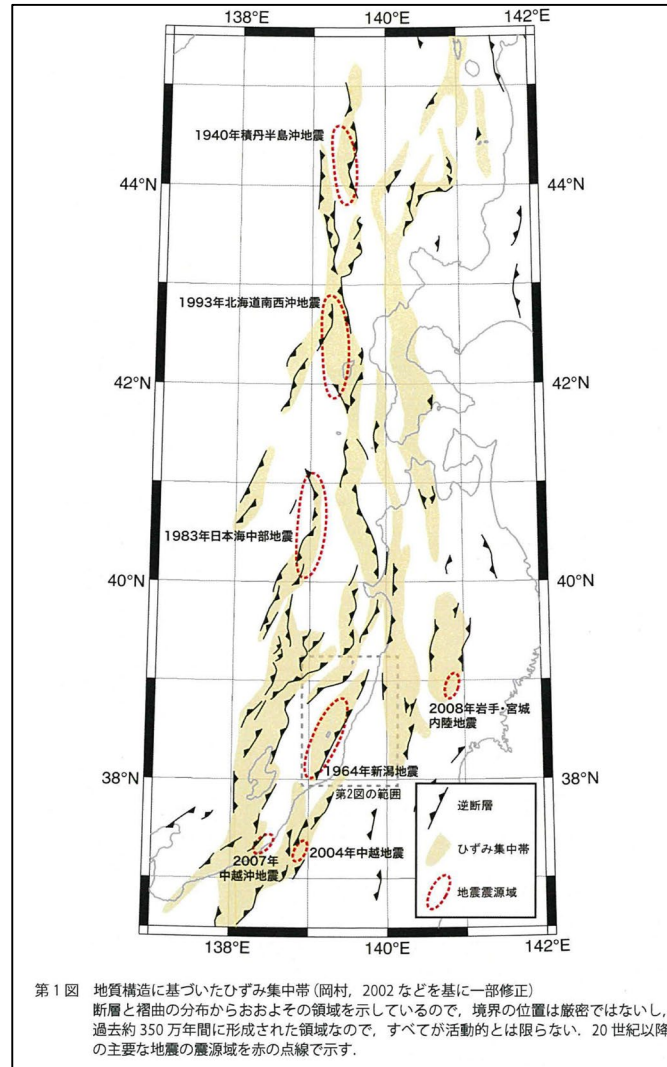 138°E
140°E
142°E
1940年積丹半島沖地震
44°N
44°N
1993年北海道南西沖地震
42°N
42°N
1983年日本海中部地震
40°N
40°N
2008年岩手・宮城
内陸地震
1964年新潟地震
38°N
38°N
第2図の範囲
逆断層
2007年
中越沖地震
2004年中越地震
ひずみ集中帯
地震震源域
138°E
140°E
142°E
第1図 地質構造に基づいたひずみ集中帯(岡村,2002などを基に一部修正)
断層と褶曲の分布からおおよその領域を示しているので,境界の位置は厳密ではないし,
過去約350万年間に形成された領域なので,すべてが活動的とは限らない.20世紀以降
の主要な地震の震源域を赤の点線で示す.